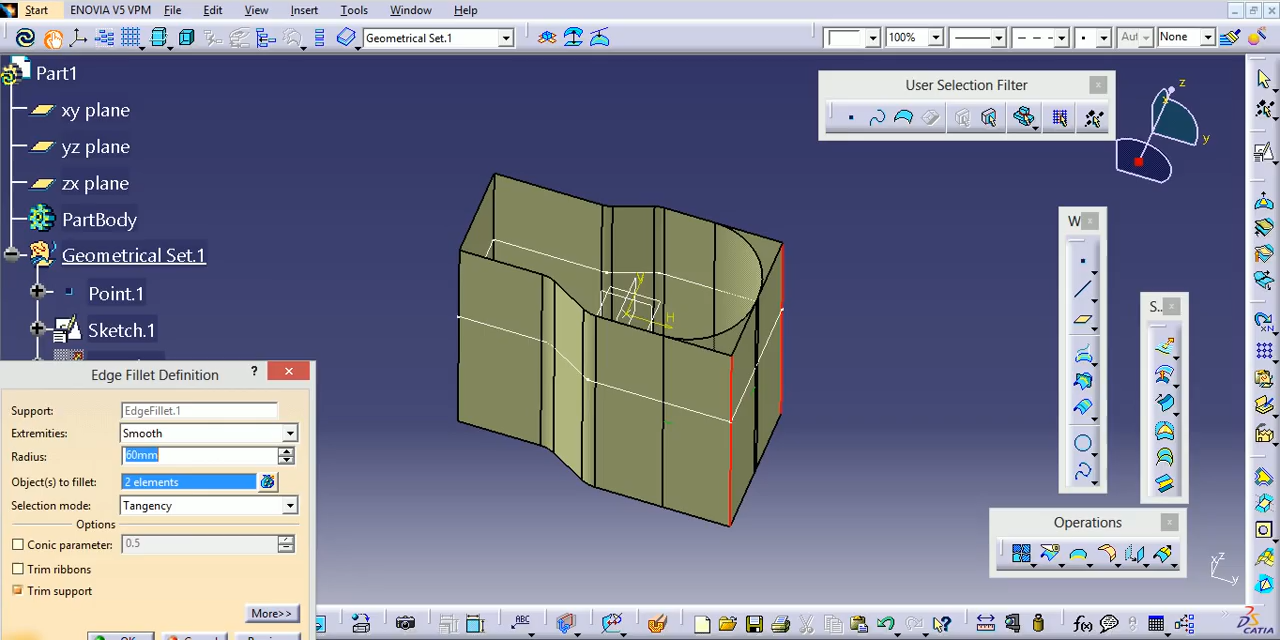 Start ENOVIA V5 VPM File Edit View Insert Tools Window Help
Geometrical Set.1 100% Aut None
Part1
User Selection Filter
z
x
y
xy plane
yz plane
zx plane
PartBody
W
Geometrical Set.1
y
Point.1
S..
H
Sketch.1
Edge Fillet Definition ?
Support: EdgeFillet.1
Extremities: Smooth
Radius: 60mm
Object(s) to fillet: 2 elements
Selection mode: Tangency
Options
Operations
Conic parameter: 0.5
Trim ribbons
Trim support
z
x
y
More>>
ABC
f(x)
CATIA